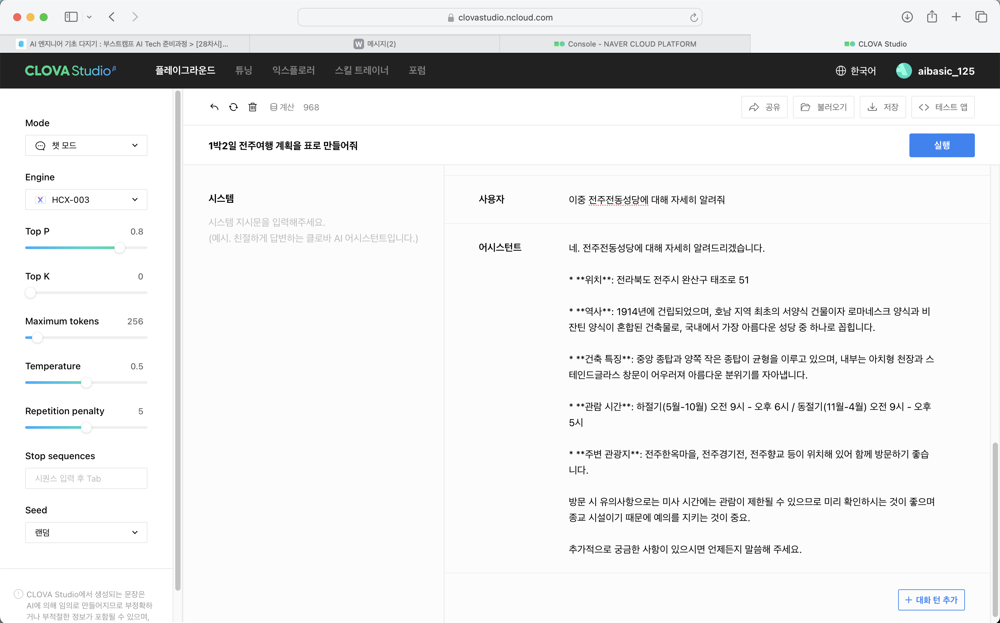 clovastudio.ncloud.com
AI 엔지니어 기초 다지기 : 부스트캠프 AI Tech 준비과정 > [28차시]...
W 메시지(2)
Console - NAVER CLOUD PLATFORM
CLOVA Studio
CLOVA Studio β
플레이그라운드
튜닝
익스플로러
스킬 트레이너
포럼
한국어
aibasic_125
계산 968
공유
불러오기
저장
테스트 앱
1박2일 전주여행 계획을 표로 만들어줘
실행
Mode
챗 모드
Engine
HCX-003
Top P 0.8
Top K 0
Maximum tokens 256
Temperature 0.5
Repetition penalty 5
Stop sequences
시퀀스 입력 후 Tab
Seed
랜덤
CLOVA Studio에서 생성되는 문장은
AI에 의해 임의로 만들어지므로 부정확하
거나 부적절한 정보가 포함될 수 있으며,
시스템
시스템 지시문을 입력해주세요.
(예시. 친절하게 답변하는 클로바 AI 어시스턴트입니다.)
사용자
이중 전주전동성당에 대해 자세히 알려줘
어시스턴트
네. 전주전동성당에 대해 자세히 알려드리겠습니다.
* **위치**: 전라북도 전주시 완산구 태조로 51
* **역사**: 1914년에 건립되었으며, 호남 지역 최초의 서양식 건물이자 로마네스크 양식과 비
잔틴 양식이 혼합된 건축물로, 국내에서 가장 아름다운 성당 중 하나로 꼽힙니다.
* **건축 특징**: 중앙 종탑과 양쪽 작은 종탑이 균형을 이루고 있으며, 내부는 아치형 천장과 스
테인드글라스 창문이 어우러져 아름다운 분위기를 자아냅니다.
* **관람 시간**: 하절기(5월-10월) 오전 9시 - 오후 6시 / 동절기(11월-4월) 오전 9시 - 오후
5시
* **주변 관광지**: 전주한옥마을, 전주경기전, 전주향교 등이 위치해 있어 함께 방문하기 좋습
니다.
방문 시 유의사항으로는 미사 시간에는 관람이 제한될 수 있으므로 미리 확인하시는 것이 좋으며
종교 시설이기 때문에 예의를 지키는 것이 중요.
추가적으로 궁금한 사항이 있으시면 언제든지 말씀해 주세요.
+ 대화 턴 추가